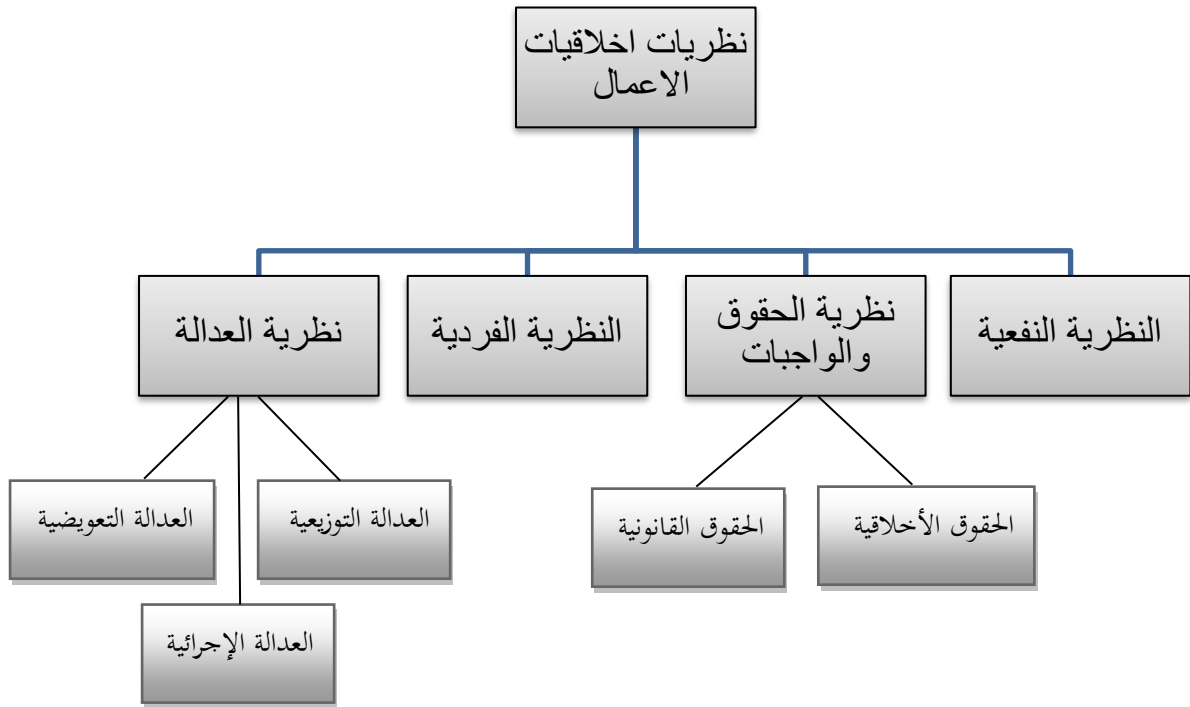 نظريات اخلاقيات
الاعمال
النظرية النفعية
نظرية الحقوق
والواجبات
النظرية الفردية
نظرية العدالة
الحقوق الأخلاقية
الحقوق القانونية
العدالة التوزيعية
العدالة التعويضية
العدالة الإجرائية